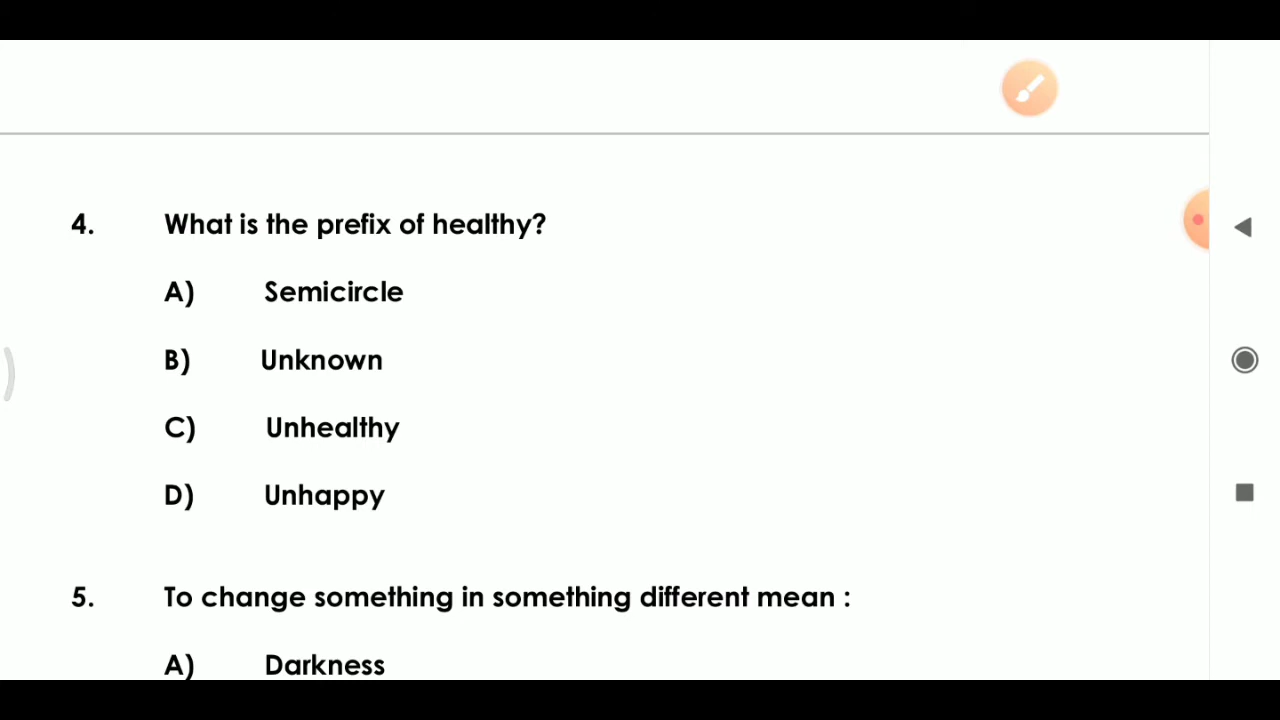 4. What is the prefix of healthy?
A) Semicircle
B) Unknown
C) Unhealthy
D) Unhappy
5. To change something in something different mean :
A) Darkness